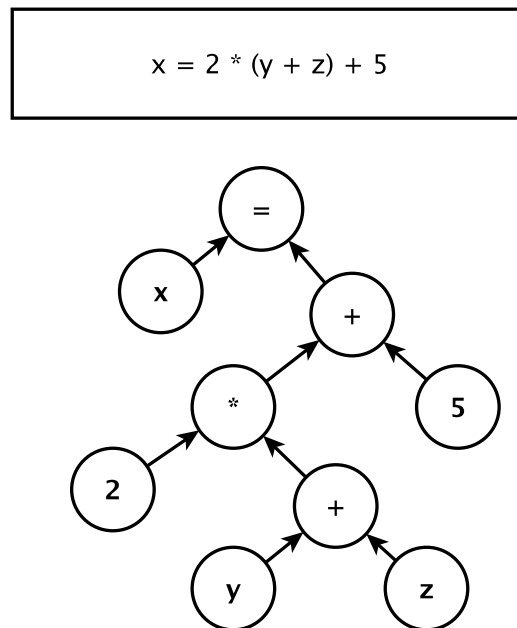 x = 2 * (y + z) + 5
=
x
+
*
5
2
+
y
z